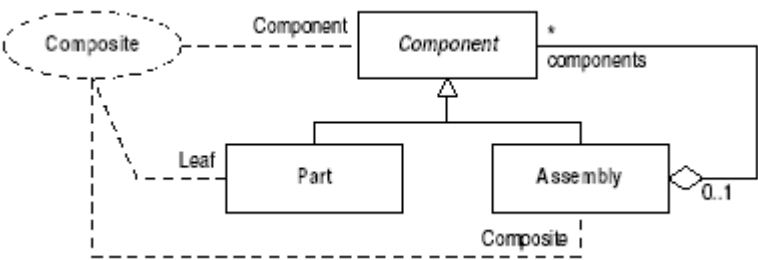 Composite
Component
Component
*
components
Leaf
Part
Assembly
0..1
Composite